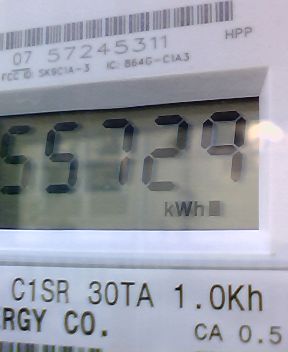 07 57245311 HPP
FCC ID: SK9C1A-3 IC: 864G-C1A3
55729
kWh
C1SR 30TA 1.0Kh
ERGY CO. CA 0.5